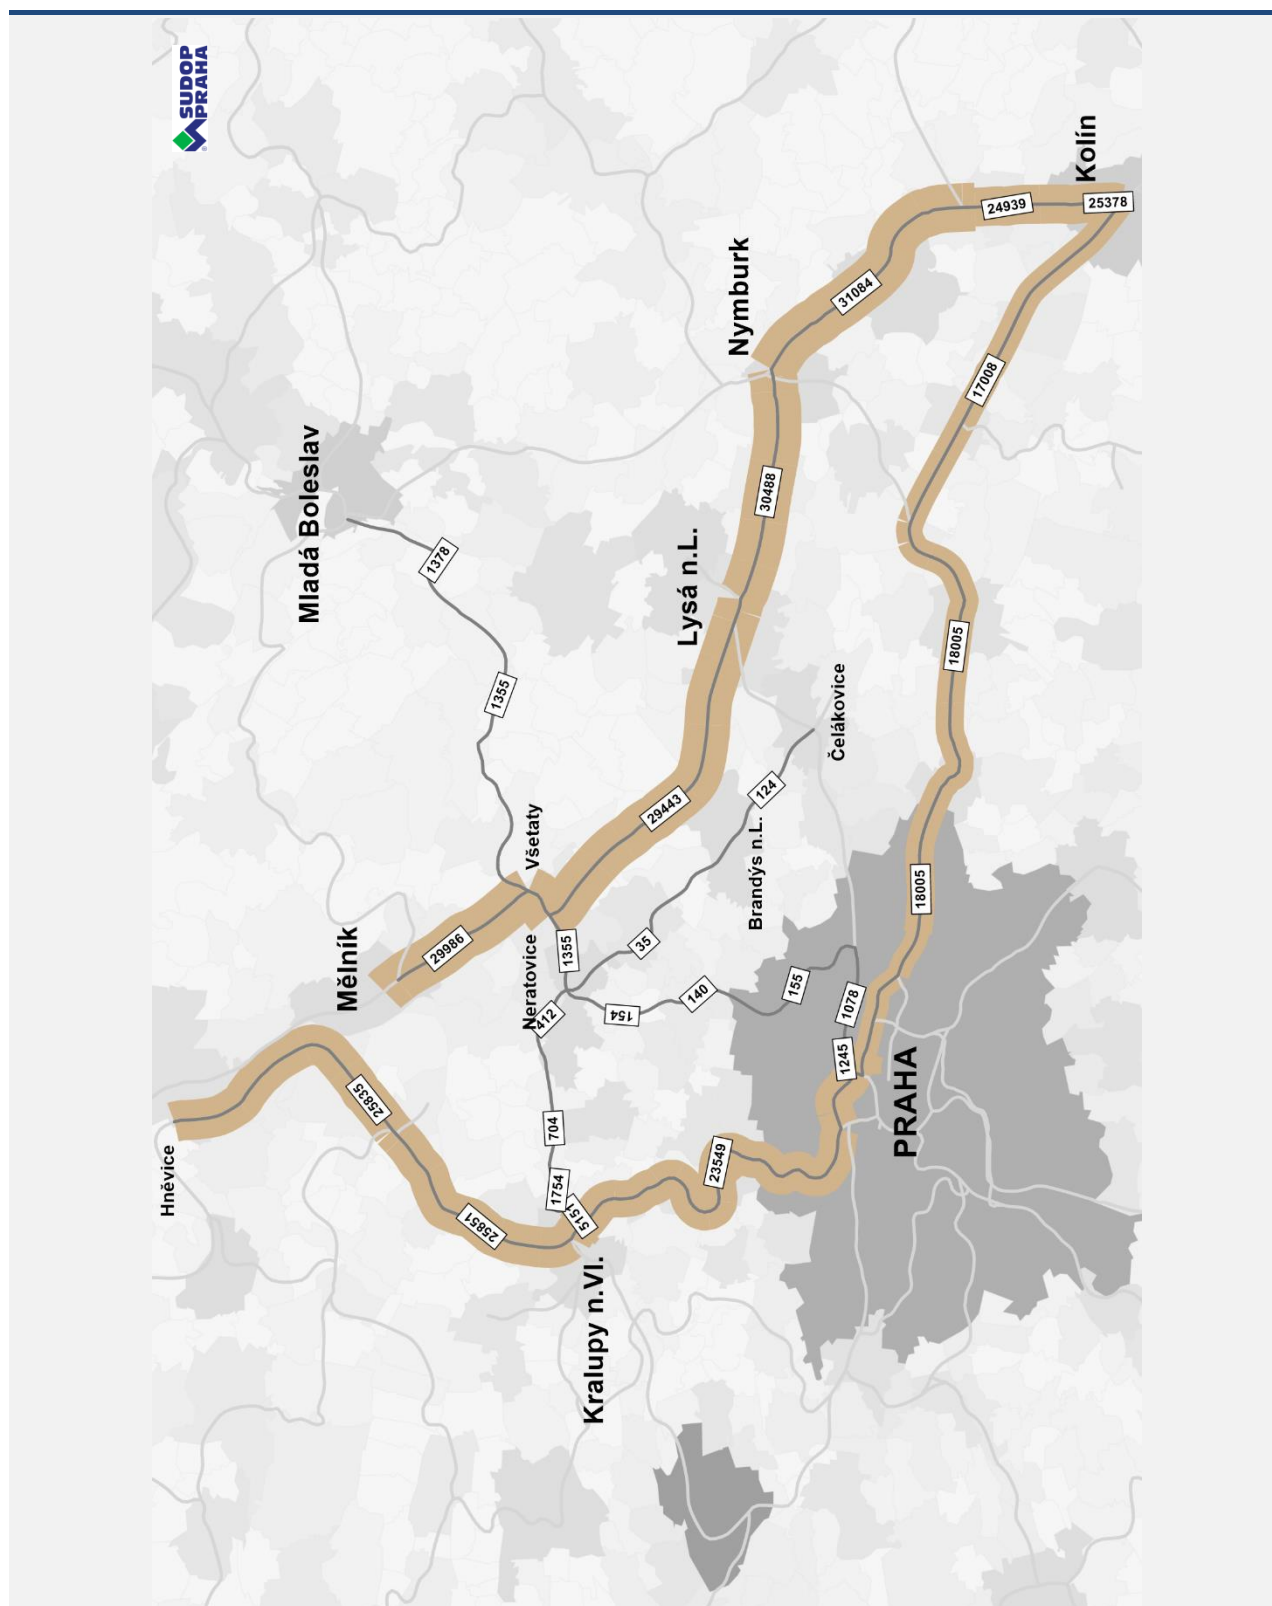 SUDOP
PRAHA
Kolín
24939
25378
Nymburk
31084
17008
Mladá Boleslav
30488
1378
Lysá n.L.
1355
18005
Čelákovice
124
29443
Všetaty
Brandýs n.L.
18005
Mělník
29986
1355
35
Neratovice
412
154
140
155
1078
1245
PRAHA
25835
704
Hněvice
1754
5151
23549
25851
Kralupy n.Vl.